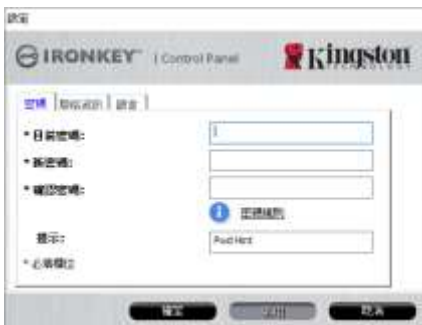 設定
IRONKEY™ | Control Panel
Kingston
TECHNOLOGY
密碼 聯絡資訊 語言
* 目前密碼:
* 新密碼:
* 確認密碼:
密碼規則
提示: Pwd Hint
* 必填欄位
確定 套用 取消